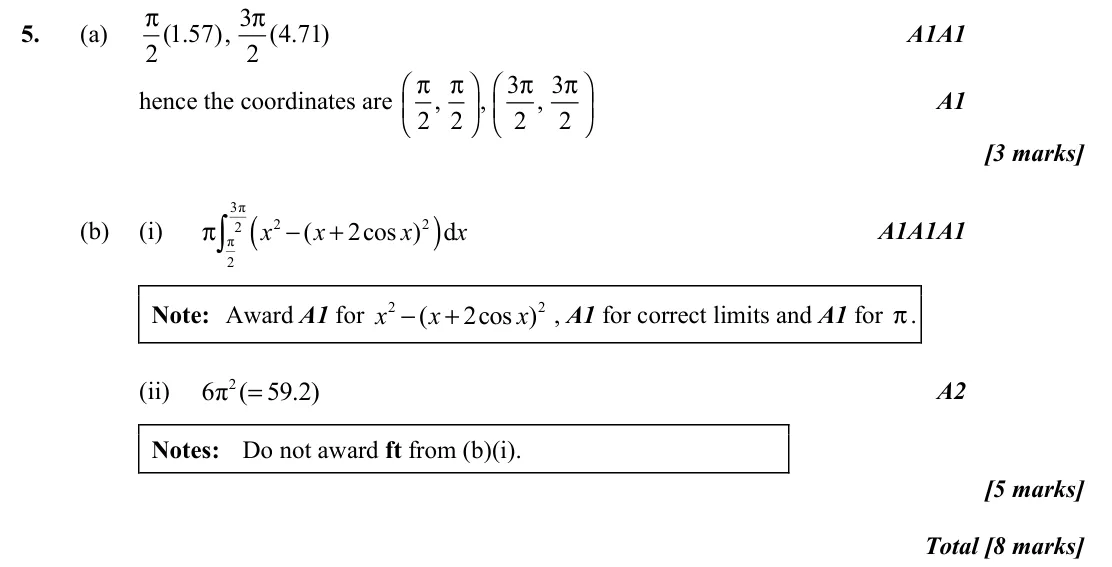 5. (a) π/2 (1.57), 3π/2 (4.71) A1A1
hence the coordinates are (π/2, π/2), (3π/2, 3π/2) A1
[3 marks]
(b) (i) π∫_{π/2}^{3π/2} (x² − (x + 2cos x)²) dx A1A1A1
Note: Award A1 for x² − (x + 2cos x)² , A1 for correct limits and A1 for π.
(ii) 6π² (= 59.2) A2
Notes: Do not award ft from (b)(i).
[5 marks]
Total [8 marks]